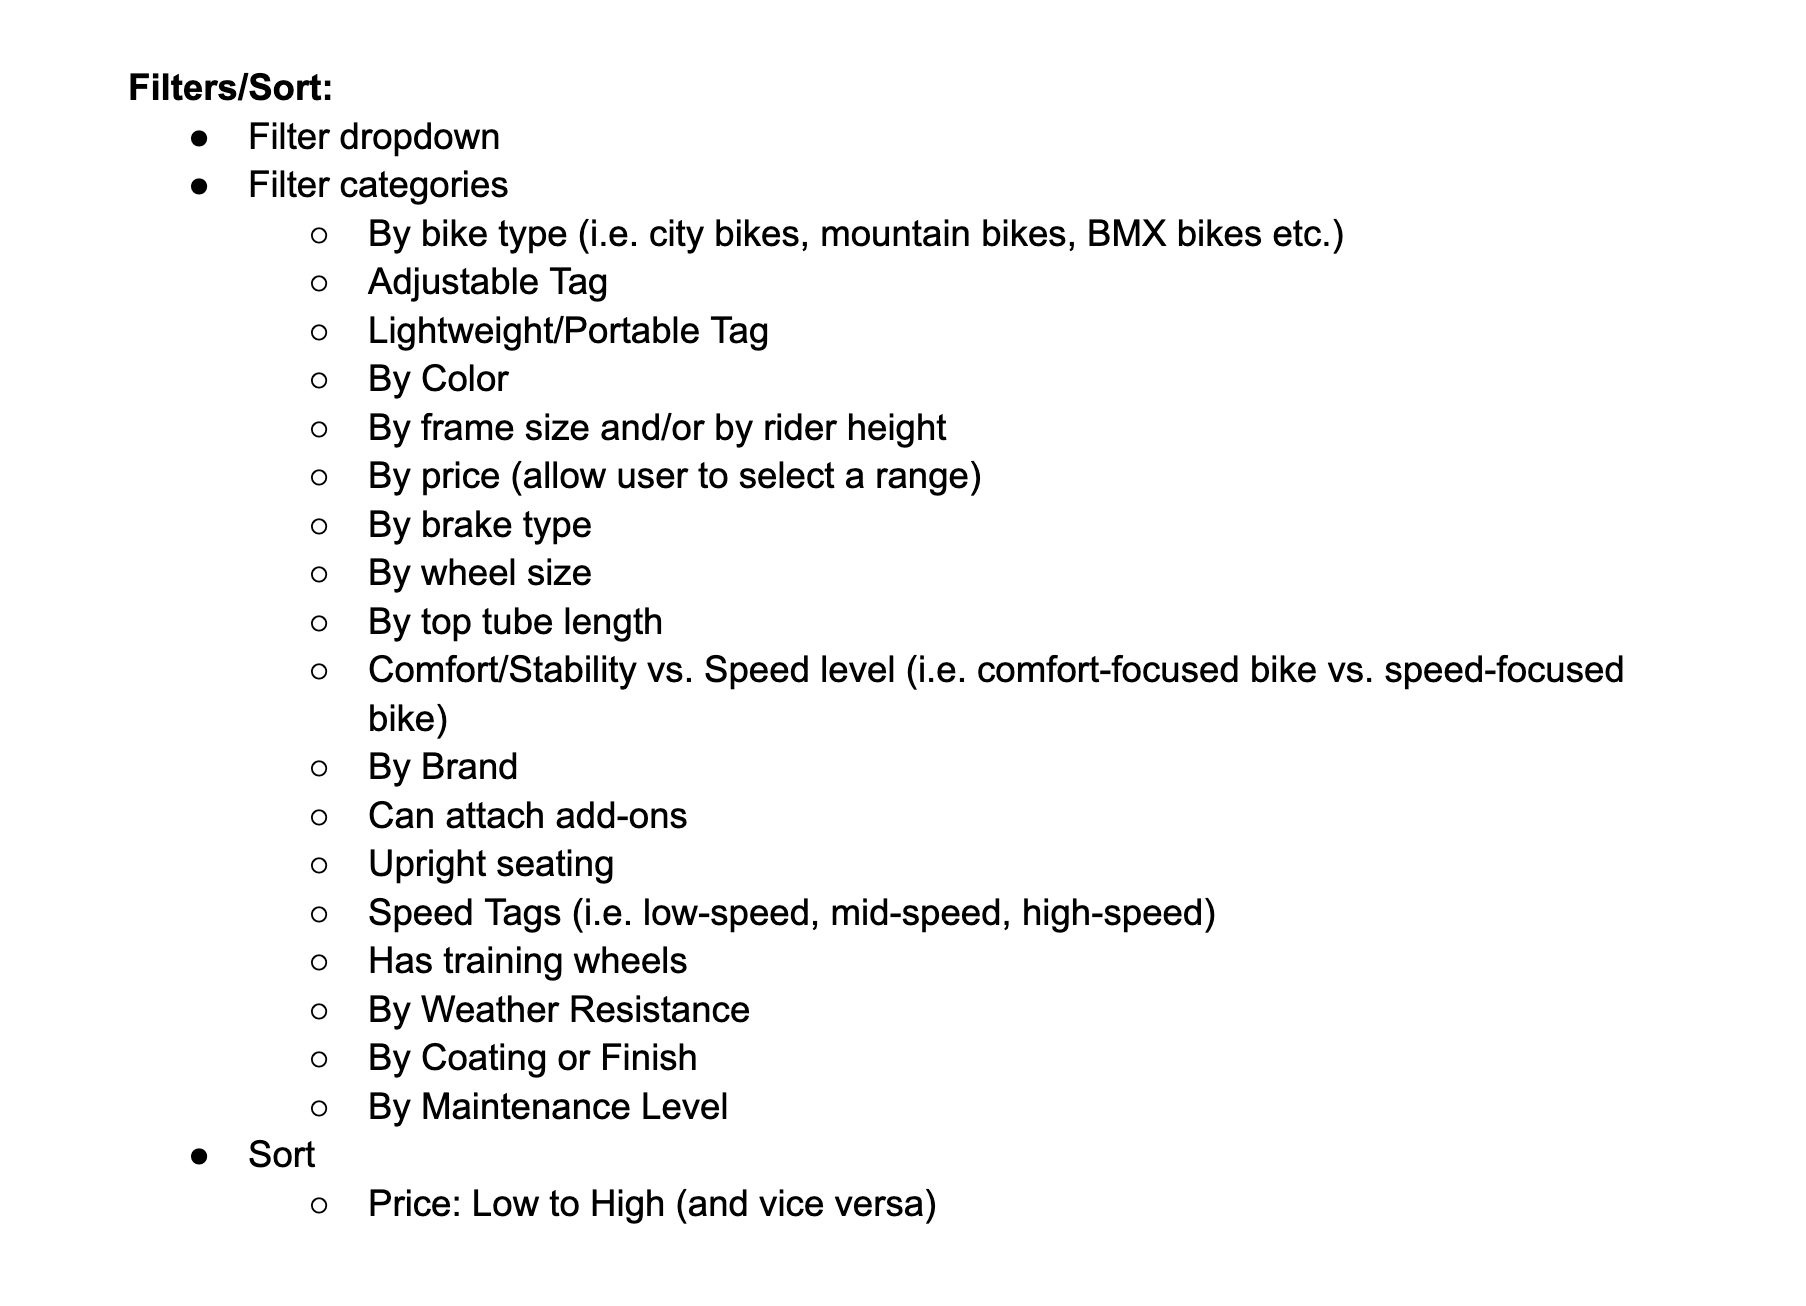 Filters/Sort:
● Filter dropdown
● Filter categories
○ By bike type (i.e. city bikes, mountain bikes, BMX bikes etc.)
○ Adjustable Tag
○ Lightweight/Portable Tag
○ By Color
○ By frame size and/or by rider height
○ By price (allow user to select a range)
○ By brake type
○ By wheel size
○ By top tube length
○ Comfort/Stability vs. Speed level (i.e. comfort-focused bike vs. speed-focused
bike)
○ By Brand
○ Can attach add-ons
○ Upright seating
○ Speed Tags (i.e. low-speed, mid-speed, high-speed)
○ Has training wheels
○ By Weather Resistance
○ By Coating or Finish
○ By Maintenance Level
● Sort
○ Price: Low to High (and vice versa)